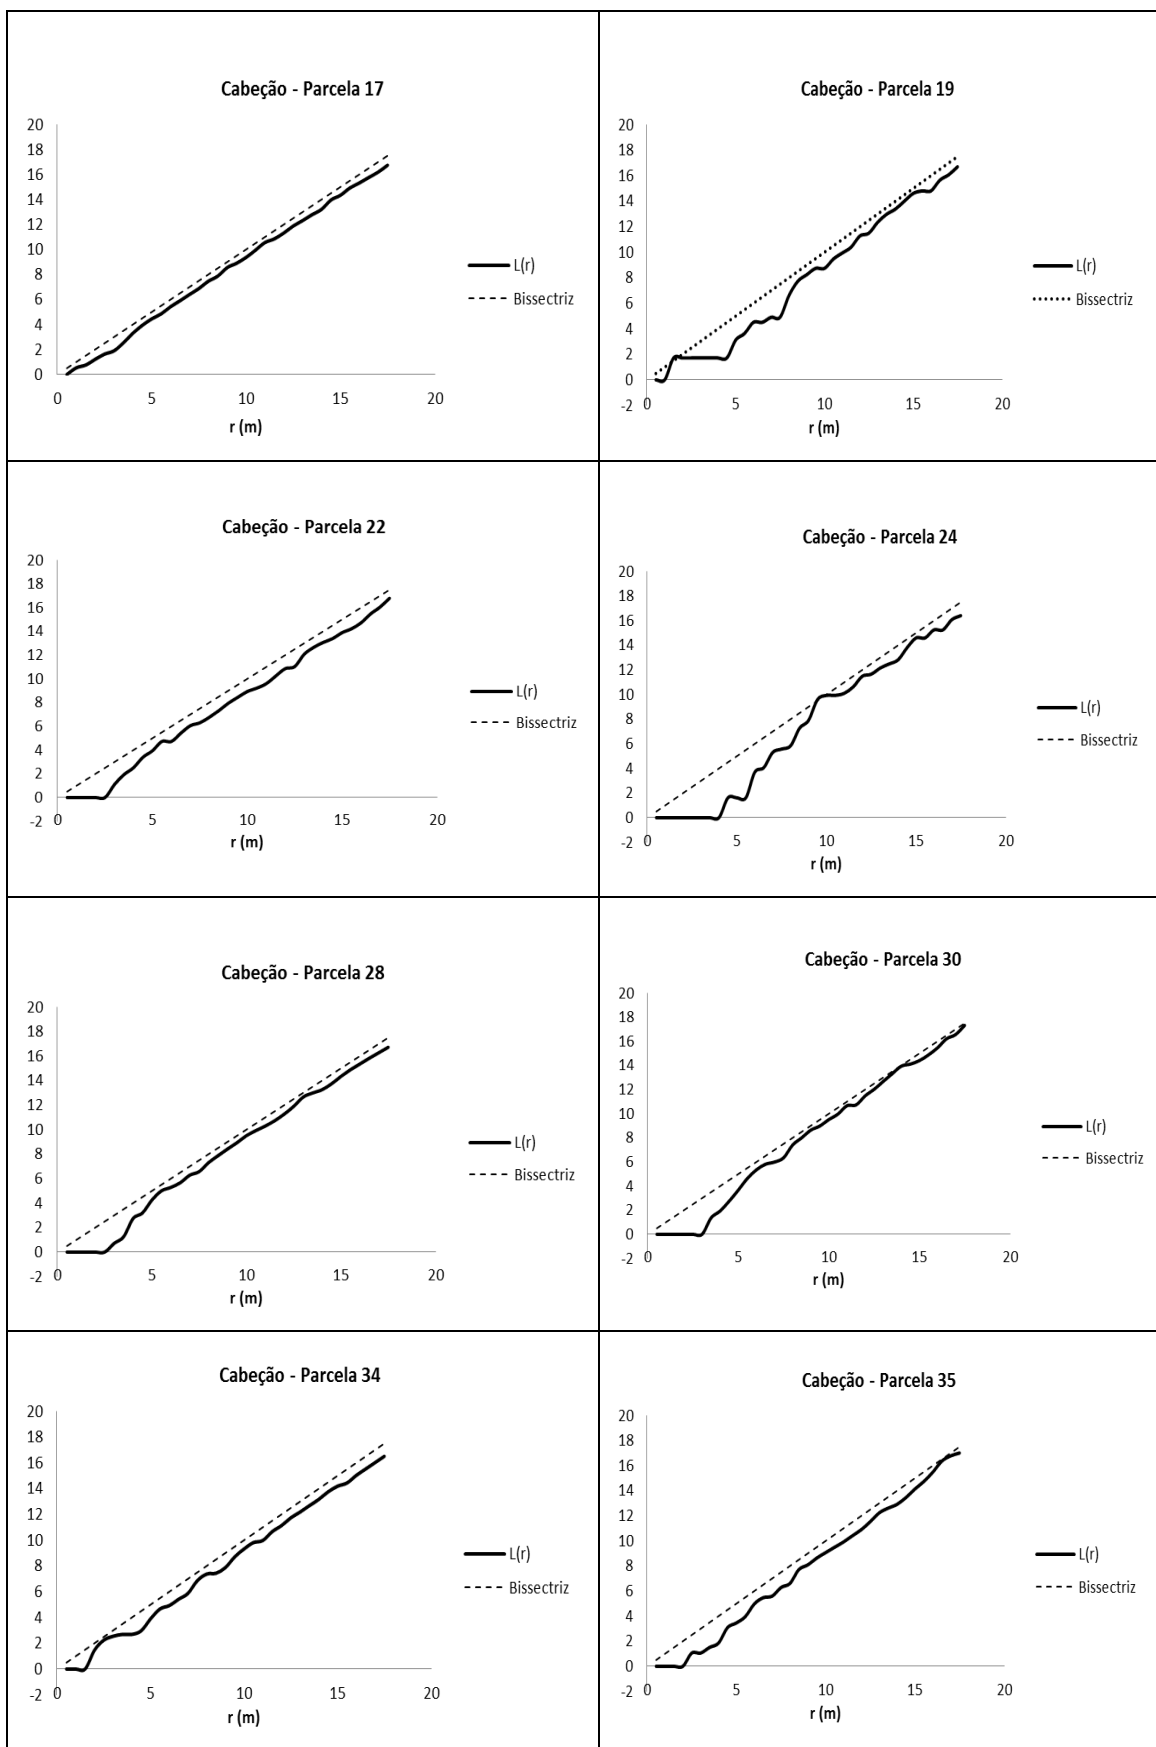 Cabeção - Parcela 17
20
18
16
14
12
10
8
6
4
2
0
0 5 10 15 20
r (m)
L(r)
Bissectriz
Cabeção - Parcela 19
20
18
16
14
12
10
8
6
4
2
0
-2
0 5 10 15 20
r (m)
L(r)
Bissectriz
Cabeção - Parcela 22
20
18
16
14
12
10
8
6
4
2
0
-2
0 5 10 15 20
r (m)
L(r)
Bissectriz
Cabeção - Parcela 24
20
18
16
14
12
10
8
6
4
2
0
-2
0 5 10 15 20
r (m)
L(r)
Bissectriz
Cabeção - Parcela 28
20
18
16
14
12
10
8
6
4
2
0
-2
0 5 10 15 20
r (m)
L(r)
Bissectriz
Cabeção - Parcela 30
20
18
16
14
12
10
8
6
4
2
0
-2
0 5 10 15 20
r (m)
L(r)
Bissectriz
Cabeção - Parcela 34
20
18
16
14
12
10
8
6
4
2
0
-2
0 5 10 15 20
r (m)
L(r)
Bissectriz
Cabeção - Parcela 35
20
18
16
14
12
10
8
6
4
2
0
-2
0 5 10 15 20
r (m)
L(r)
Bissectriz